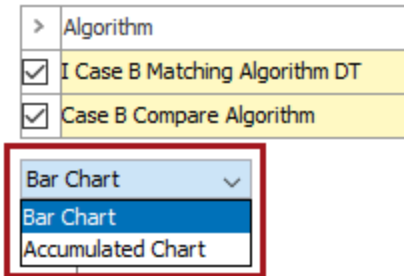 > Algorithm
I Case B Matching Algorithm DT
Case B Compare Algorithm
Bar Chart
Bar Chart
Accumulated Chart